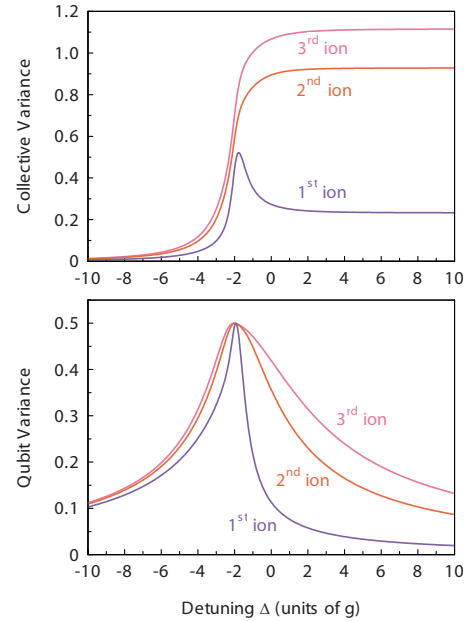 1.2
1.0
0.8
0.6
0.4
0.2
0
Collective Variance
3rd ion
2nd ion
1st ion
-10 -8 -6 -4 -2 0 2 4 6 8 10
0.5
0.4
0.3
0.2
0.1
0
Qubit Variance
3rd ion
2nd ion
1st ion
-10 -8 -6 -4 -2 0 2 4 6 8 10
Detuning Δ (units of g)